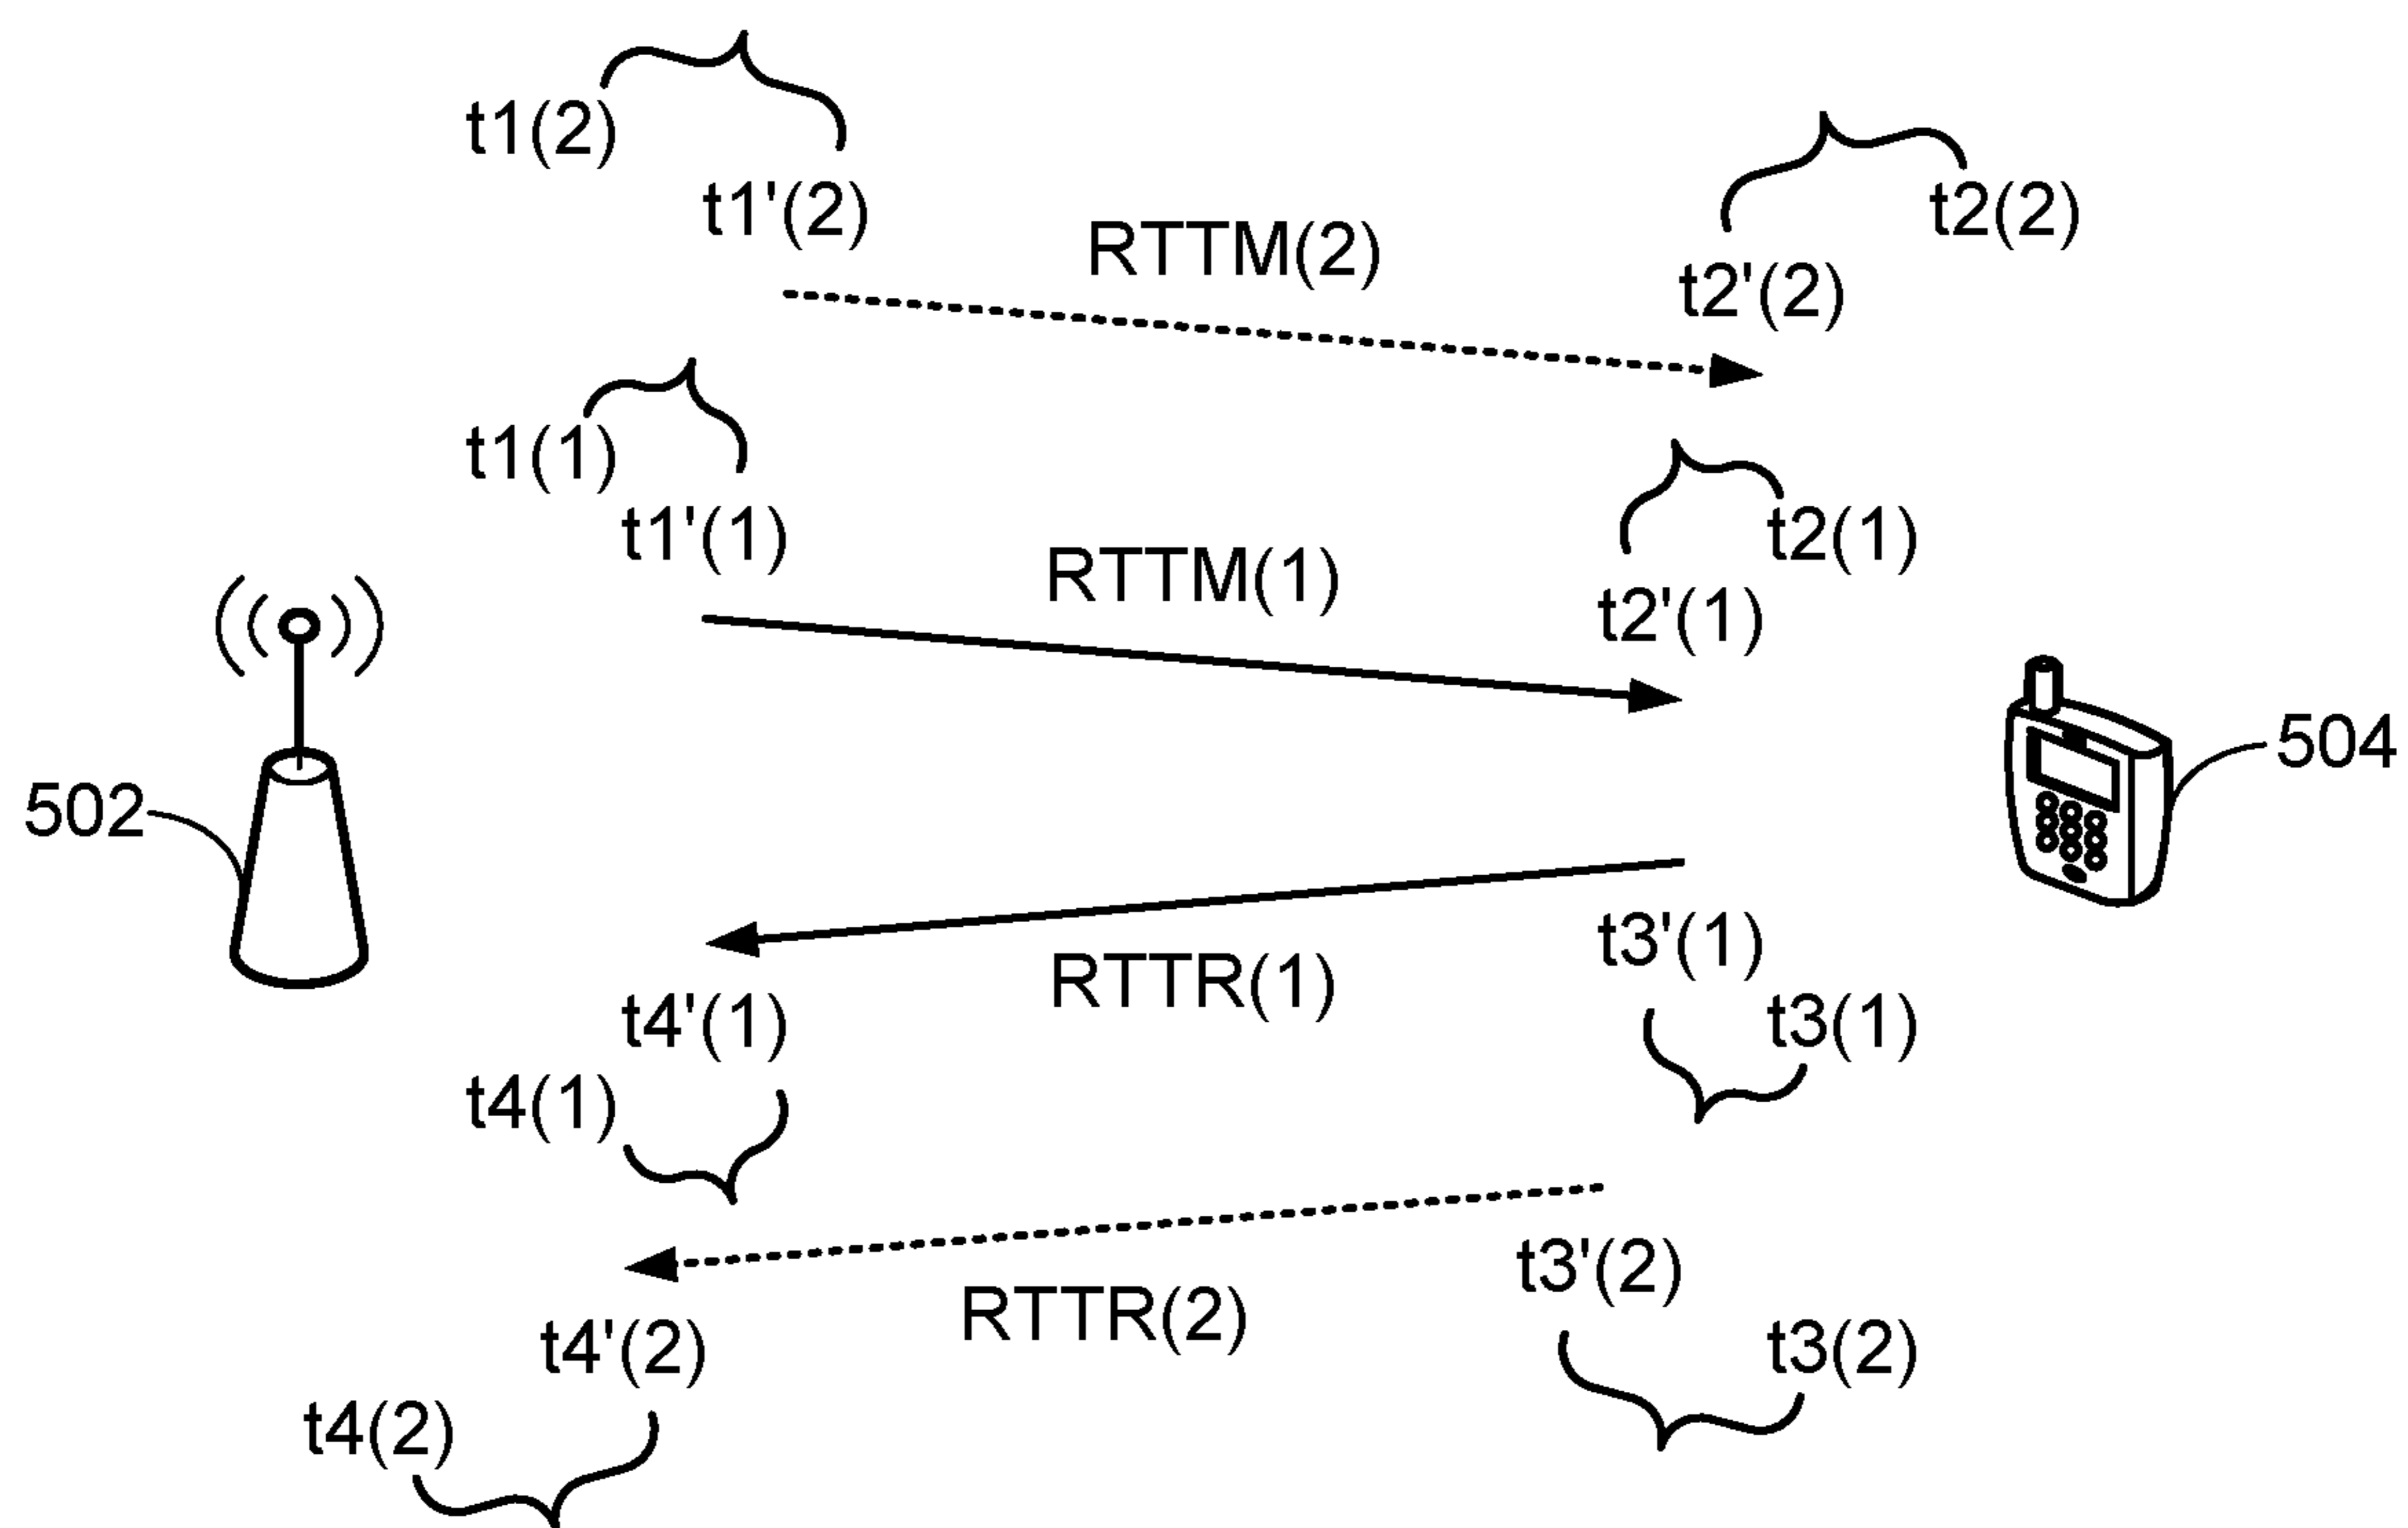 t1(2)
t1'(2)
t2(2)
RTTM(2)
t2'(2)
t1(1)
t1'(1)
t2(1)
RTTM(1)
t2'(1)
502
504
t3'(1)
RTTR(1)
t4'(1)
t3(1)
t4(1)
t3'(2)
RTTR(2)
t4'(2)
t3(2)
t4(2)